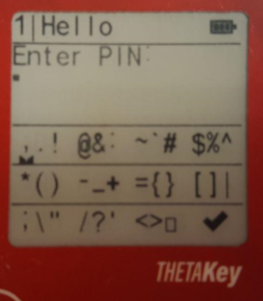 1|Hello
Enter PIN:
,.! @&: ~`# $%^
*() -_+ ={} []|
;\" /?' <>▯ ✔
THETAKey